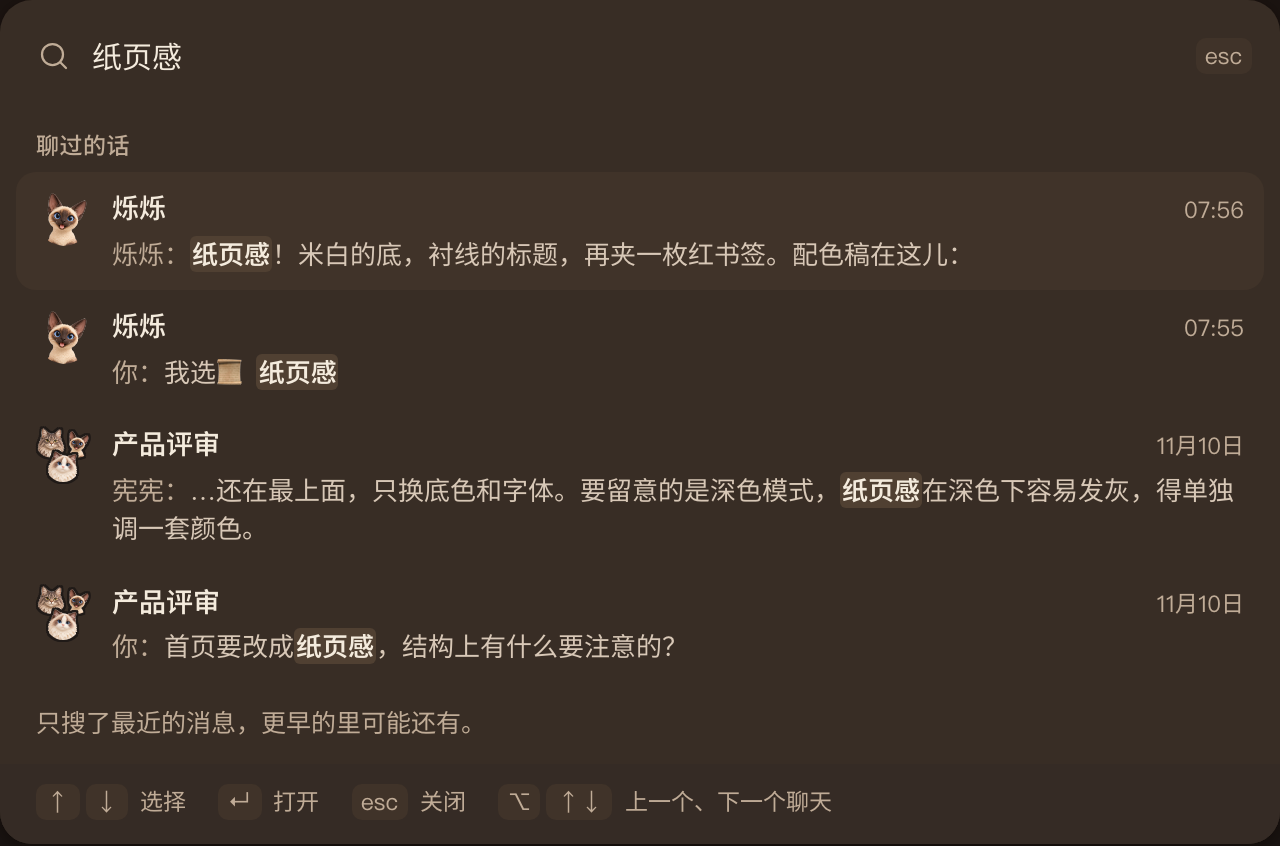 纸页感
esc
聊过的话
烁烁
07:56
烁烁：纸页感！米白的底，衬线的标题，再夹一枚红书签。配色稿在这儿：
烁烁
07:55
你：我选📜 纸页感
产品评审
11月10日
宪宪：…还在最上面，只换底色和字体。要留意的是深色模式，纸页感在深色下容易发灰，得单独
调一套颜色。
产品评审
11月10日
你：首页要改成纸页感，结构上有什么要注意的？
只搜了最近的消息，更早的里可能还有。
↑ ↓ 选择 ↵ 打开 esc 关闭 ⌥ ↑↓ 上一个、下一个聊天